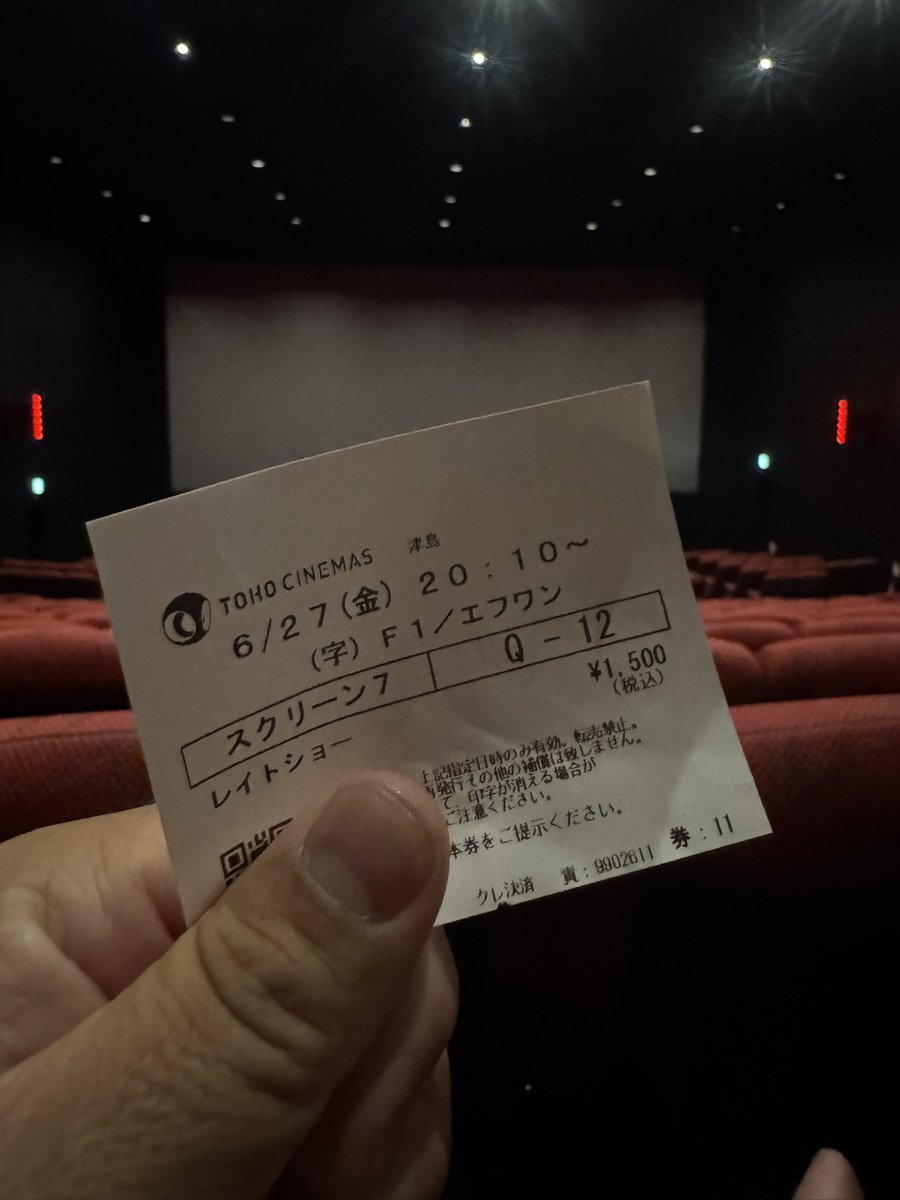 TOHO CINEMAS 津島
6/27(金) 20:10～
(字) F1／エフワン
スクリーン7 Q-12
¥1,500
(税込)
レイトショー
上記指定日時のみ有効。転売禁止。
再発行その他の補償は致しません。
て、印字が消える場合が
ご注意ください。
本券をご提示ください。
クレ決済 責:9902611 券:11